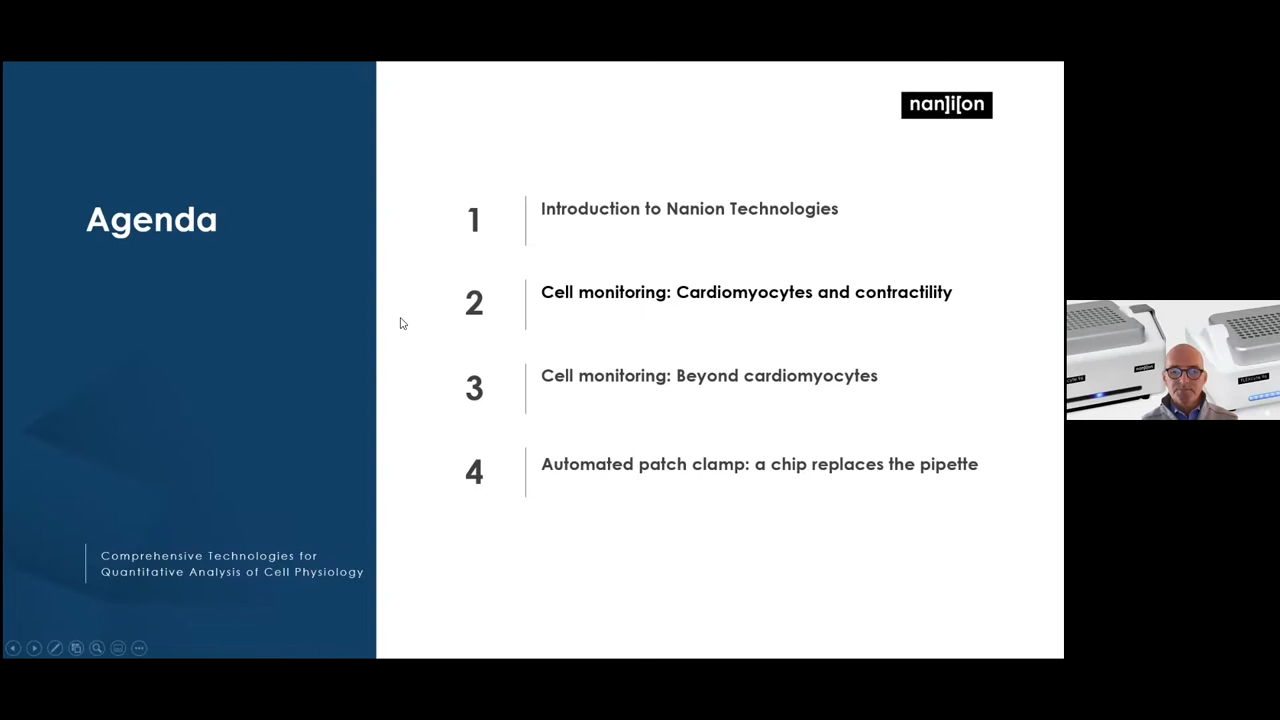 nan]i[on
Agenda
1
Introduction to Nanion Technologies
2
Cell monitoring: Cardiomyocytes and contractility
3
Cell monitoring: Beyond cardiomyocytes
4
Automated patch clamp: a chip replaces the pipette
Comprehensive Technologies for
Quantitative Analysis of Cell Physiology